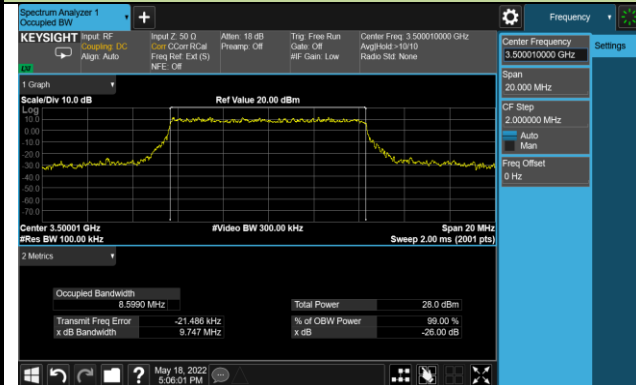 Spectrum Analyzer 1
Occupied BW
Frequency
KEYSIGHT
Input: RF
Coupling: DC
Align: Auto
Input Z: 50 Ω
Corr CCorr RCal
Freq Ref: Ext (S)
NFE: Off
Atten: 18 dB
Preamp: Off
Trig: Free Run
Gate: Off
#IF Gain: Low
Center Freq: 3.500010000 GHz
Avg|Hold:>10/10
Radio Std: None
Center Frequency
3.500010000 GHz
Settings
Span
20.000 MHz
CF Step
2.000000 MHz
Auto
Man
Freq Offset
0 Hz
1 Graph
Scale/Div 10.0 dB
Ref Value 20.00 dBm
Log
10.0
0.00
-10.0
-20.0
-30.0
-40.0
-50.0
-60.0
-70.0
Center 3.50001 GHz
#Video BW 300.00 kHz
Span 20 MHz
#Res BW 100.00 kHz
Sweep 2.00 ms (2001 pts)
2 Metrics
Occupied Bandwidth
8.5990 MHz
Total Power
28.0 dBm
Transmit Freq Error
-21.486 kHz
% of OBW Power
99.00 %
x dB Bandwidth
9.747 MHz
x dB
-26.00 dB
May 18, 2022
5:06:01 PM